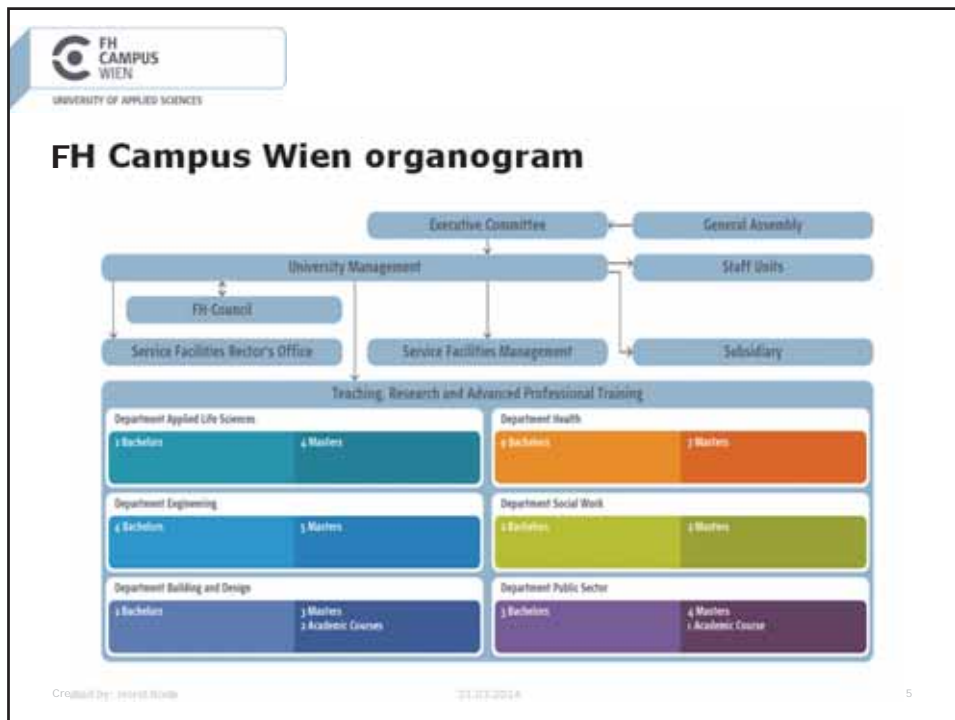 FH
CAMPUS
WIEN
UNIVERSITY OF APPLIED SCIENCES
FH Campus Wien organogram
Executive Committee
General Assembly
University Management
Staff Units
FH-Council
Service Facilities Rector's Office
Service Facilities Management
Subsidiary
Teaching, Research and Advanced Professional Training
Department Applied Life Sciences
Bachelors
4 Masters
Department Health
Bachelors
7 Masters
Department Engineering
4 Bachelors
5 Masters
Department Social Work
Bachelors
Masters
Department Building and Design
Bachelors
3 Masters
2 Academic Courses
Department Public Sector
3 Bachelors
4 Masters
1 Academic Course
Created by:
5